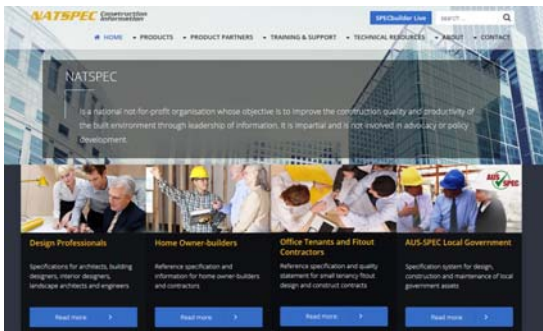 NATSPEC Construction Information
SPECbuilder Live
search ...
HOME PRODUCTS PRODUCT PARTNERS TRAINING & SUPPORT TECHNICAL RESOURCES ABOUT CONTACT
NATSPEC
is a national not-for-profit organisation whose objective is to improve the construction quality and productivity of
the built environment through leadership of information. It is impartial and is not involved in advocacy or policy
development.
AUS SPEC
Design Professionals
Specifications for architects, building
designers, interior designers,
landscape architects and engineers
Read more
Home Owner-builders
Reference specification and
information for home owner-builders
and contractors
Read more
Office Tenants and Fitout
Contractors
Reference specification and quality
statement for small tenancy fitout
design and construct contracts
Read more
AUS-SPEC Local Government
Specification system for design,
construction and maintenance of local
government assets
Read more